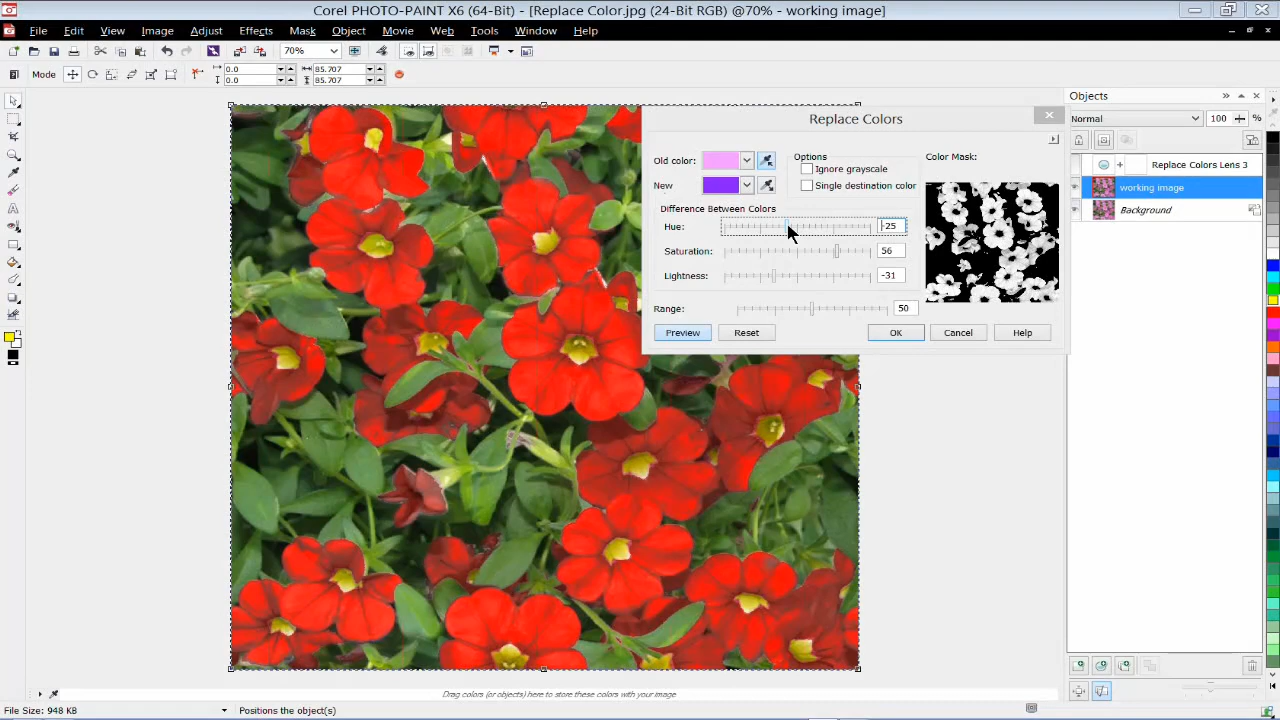 Corel PHOTO-PAINT X6 (64-Bit) - [Replace Color.jpg (24-Bit RGB) @70% - working image]
File Edit View Image Adjust Effects Mask Object Movie Web Tools Window Help
70%
Mode 0.0 0.0 85.707 85.707
Objects
Normal 100 %
Replace Colors Lens 3
working image
Background
Replace Colors
Old color:
New
Options
Ignore grayscale
Single destination color
Color Mask:
Difference Between Colors
Hue: -25
Saturation: 56
Lightness: -31
Range: 50
Preview Reset OK Cancel Help
Drag colors (or objects) here to store these colors with your image
File Size: 948 KB Positions the object(s)